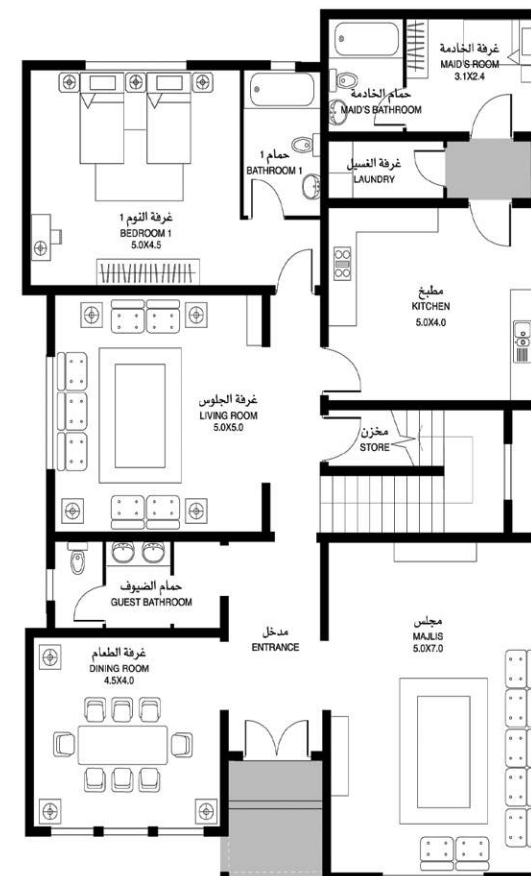 غرفة الخادمة
MAID'S ROOM
3.1X2.4
حمام الخادمة
MAID'S BATHROOM
حمام 1
BATHROOM 1
غرفة الغسيل
LAUNDRY
غرفة النوم 1
BEDROOM 1
5.0X4.5
مطبخ
KITCHEN
5.0X4.0
غرفة الجلوس
LIVING ROOM
5.0X5.0
مخزن
STORE
حمام الضيوف
GUEST BATHROOM
مدخل
ENTRANCE
مجلس
MAJLIS
5.0X7.0
غرفة الطعام
DINING ROOM
4.5X4.0